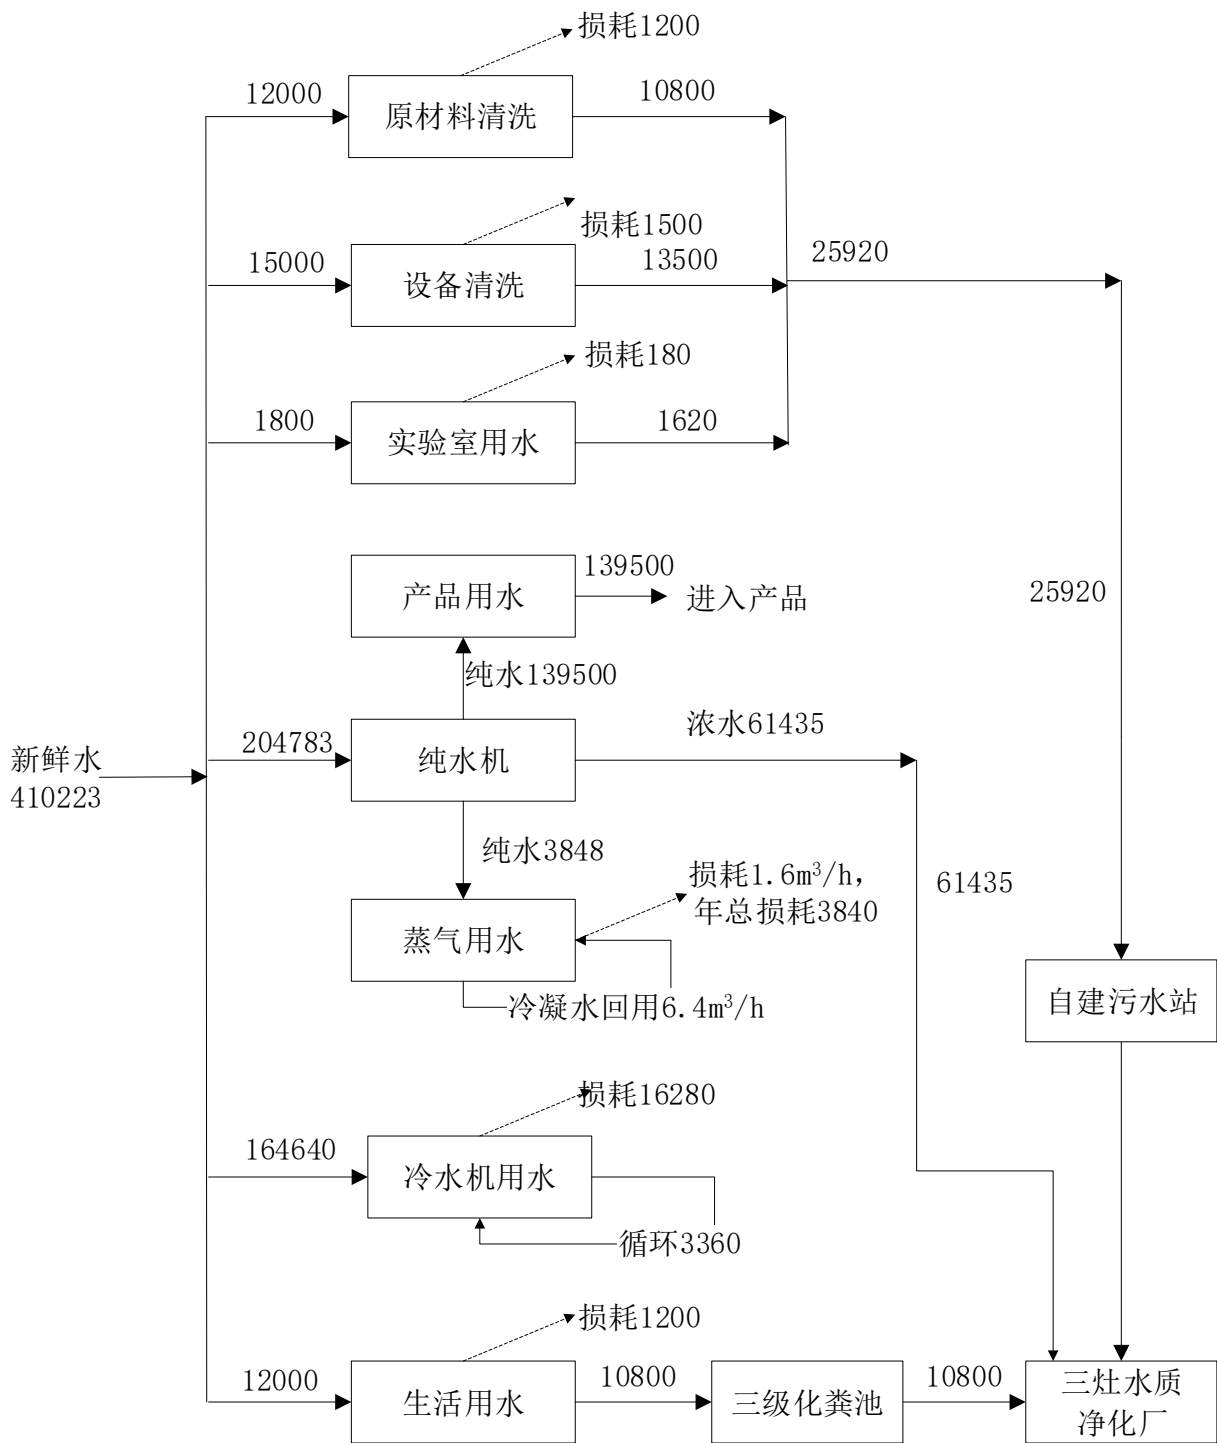 损耗1200
12000
原材料清洗
10800
损耗1500
15000
设备清洗
13500
25920
损耗180
1800
实验室用水
1620
产品用水
139500
进入产品
25920
纯水139500
新鲜水
410223
204783
纯水机
浓水61435
纯水3848
损耗1.6m³/h，
年总损耗3840
61435
蒸气用水
冷凝水回用6.4m³/h
自建污水站
损耗16280
164640
冷水机用水
循环3360
损耗1200
12000
生活用水
10800
三级化粪池
10800
三灶水质
净化厂